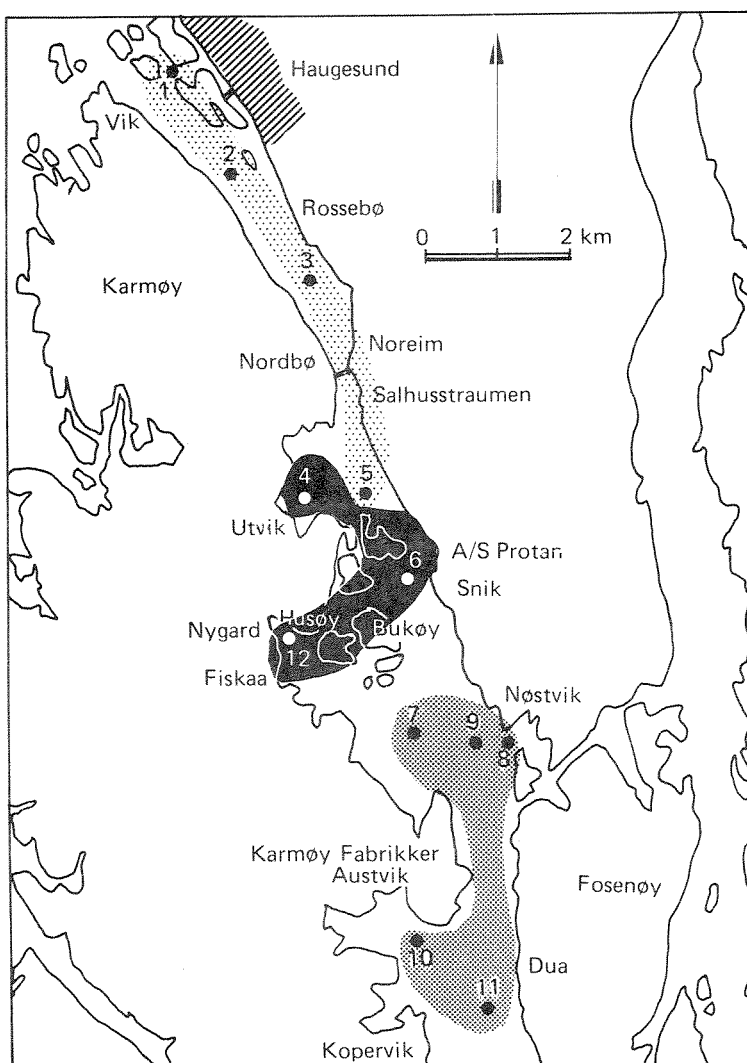 Haugesund
1
Vik
2
Rossebø
0 1 2 km
3
Karmøy
Noreim
Nordbø
Salhusstraumen
4
5
Utvik
A/S Protan
6
Snik
Husøy
Nygard
Bukøy
12
Fiskaa
Nøstvik
7
9
8
Karmøy Fabrikker
Austvik
Fosenøy
10
Dua
11
Kopervik